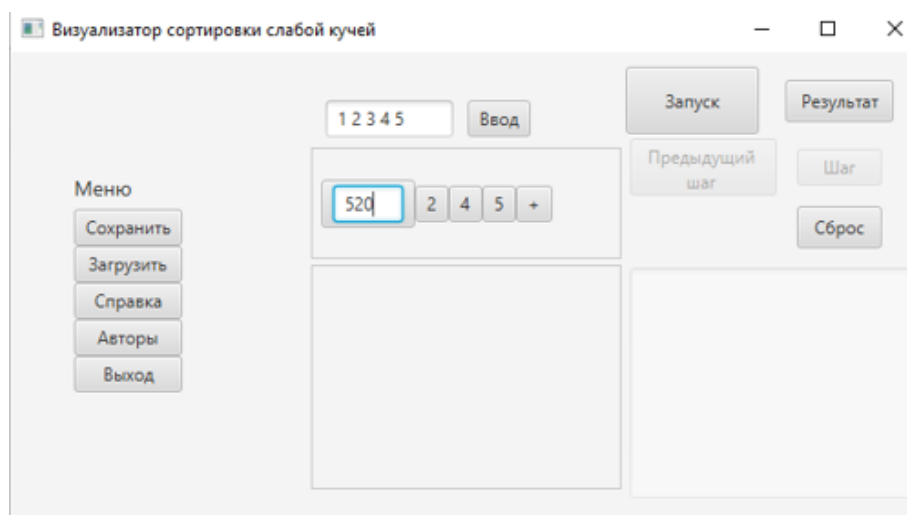 Визуализатор сортировки слабой кучей
1 2 3 4 5
Ввод
Запуск
Результат
Предыдущий
шаг
Шаг
Сброс
Меню
Сохранить
Загрузить
Справка
Авторы
Выход
520 2 4 5 +